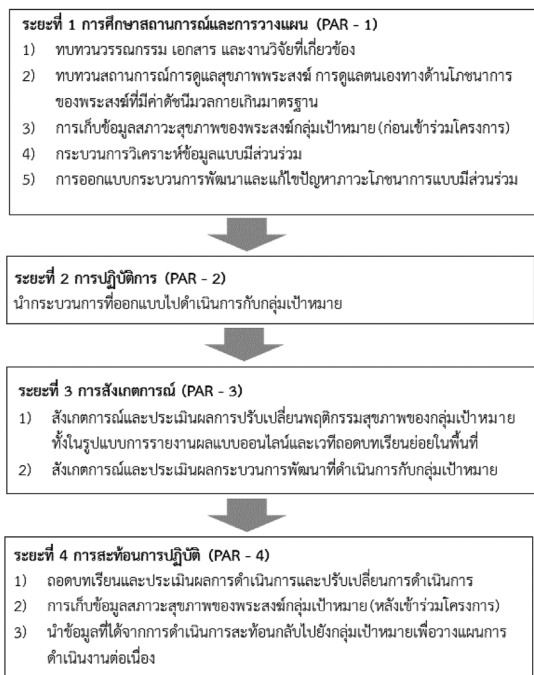 ระยะที่ 1 การศึกษาสถานการณ์และการวางแผน (PAR - 1)
1) ทบทวนวรรณกรรม เอกสาร และงานวิจัยที่เกี่ยวข้อง
2) ทบทวนสถานการณ์การดูแลสุขภาพพระสงฆ์ การดูแลตนเองทางด้านโภชนาการ
ของพระสงฆ์ที่มีค่าดัชนีมวลกายเกินมาตรฐาน
3) การเก็บข้อมูลสภาวะสุขภาพของพระสงฆ์กลุ่มเป้าหมาย (ก่อนเข้าร่วมโครงการ)
4) กระบวนการวิเคราะห์ข้อมูลแบบมีส่วนร่วม
5) การออกแบบกระบวนการพัฒนาและแก้ไขปัญหาภาวะโภชนาการแบบมีส่วนร่วม
ระยะที่ 2 การปฏิบัติการ (PAR - 2)
นำกระบวนการที่ออกแบบไปดำเนินการกับกลุ่มเป้าหมาย
ระยะที่ 3 การสังเกตการณ์ (PAR - 3)
1) สังเกตการณ์และประเมินผลการปรับเปลี่ยนพฤติกรรมสุขภาพของกลุ่มเป้าหมาย
ทั้งในรูปแบบการรายงานผลแบบออนไลน์และเวทีถอดบทเรียนย่อยในพื้นที่
2) สังเกตการณ์และประเมินผลกระบวนการพัฒนาที่ดำเนินการกับกลุ่มเป้าหมาย
ระยะที่ 4 การสะท้อนการปฏิบัติ (PAR - 4)
1) ถอดบทเรียนและประเมินผลการดำเนินการและปรับเปลี่ยนการดำเนินการ
2) การเก็บข้อมูลสภาวะสุขภาพของพระสงฆ์กลุ่มเป้าหมาย (หลังเข้าร่วมโครงการ)
3) นำข้อมูลที่ได้จากการดำเนินการสะท้อนกลับไปยังกลุ่มเป้าหมายเพื่อวางแผนการ
ดำเนินงานต่อเนื่อง